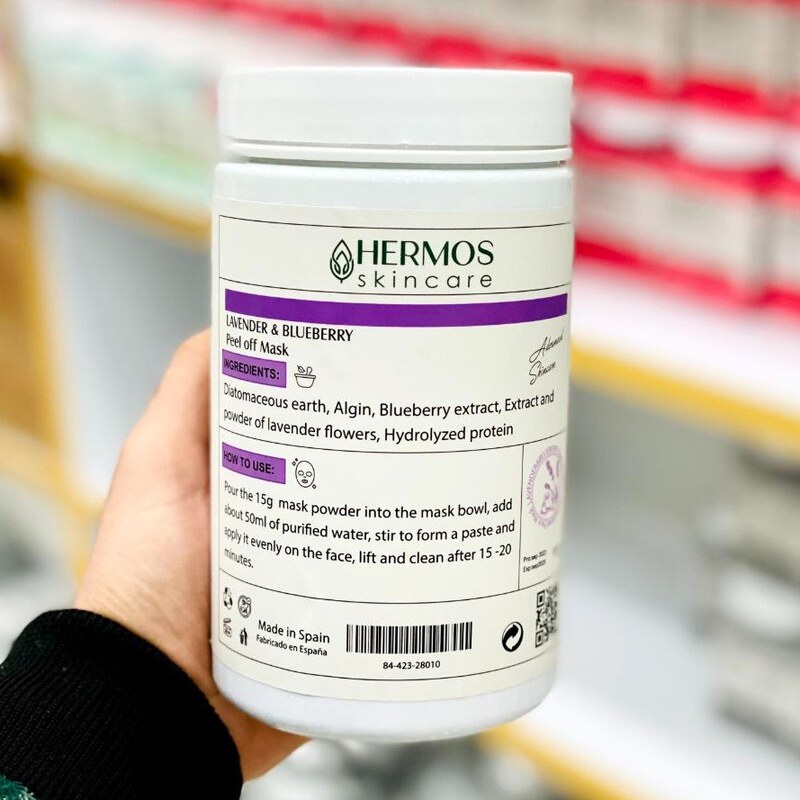 HERMOS
skincare
LAVENDER & BLUEBERRY
Peel off Mask
Advanced
Skincare
INGREDIENTS:
Diatomaceous earth, Algin, Blueberry extract, Extract and
powder of lavender flowers, Hydrolyzed protein
HOW TO USE:
Pour the 15g mask powder into the mask bowl, add
about 50ml of purified water, stir to form a paste and
apply it evenly on the face, lift and clean after 15 -20
minutes.
Made in Spain
Fabricado en España
84-423-28010